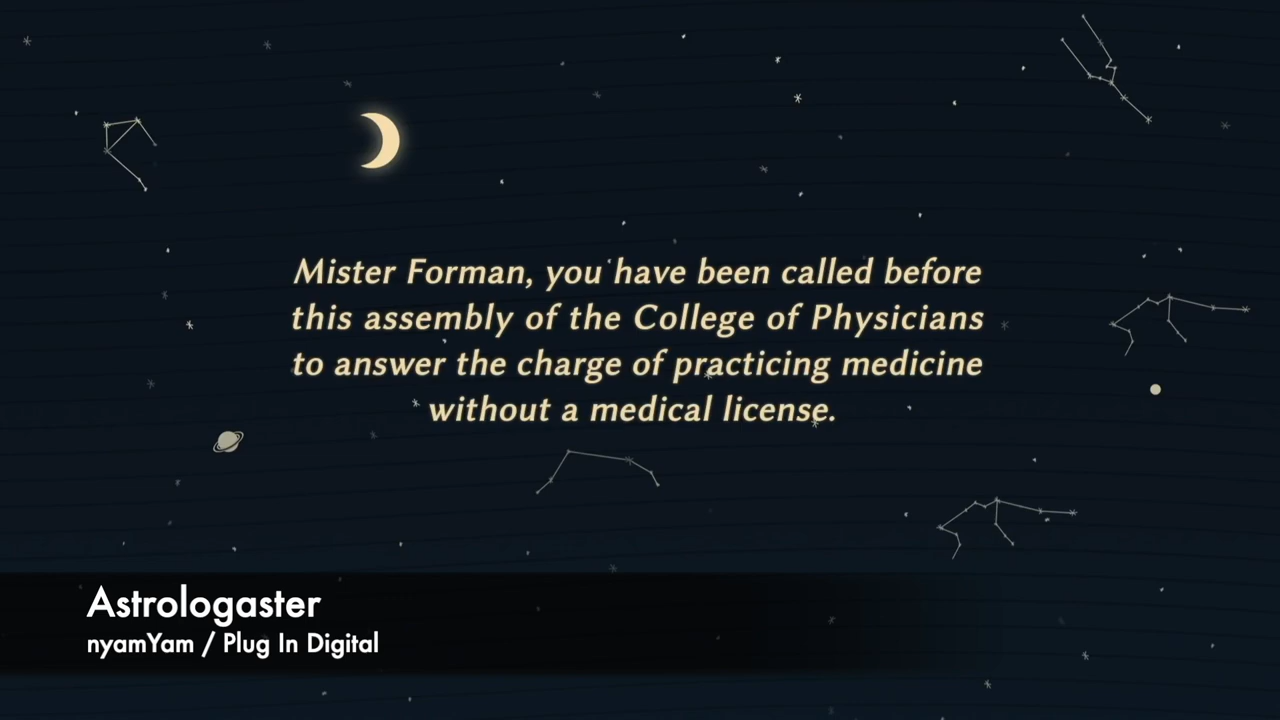 Mister Forman, you have been called before
this assembly of the College of Physicians
to answer the charge of practicing medicine
without a medical license.
Astrologaster
nyamYam / Plug In Digital